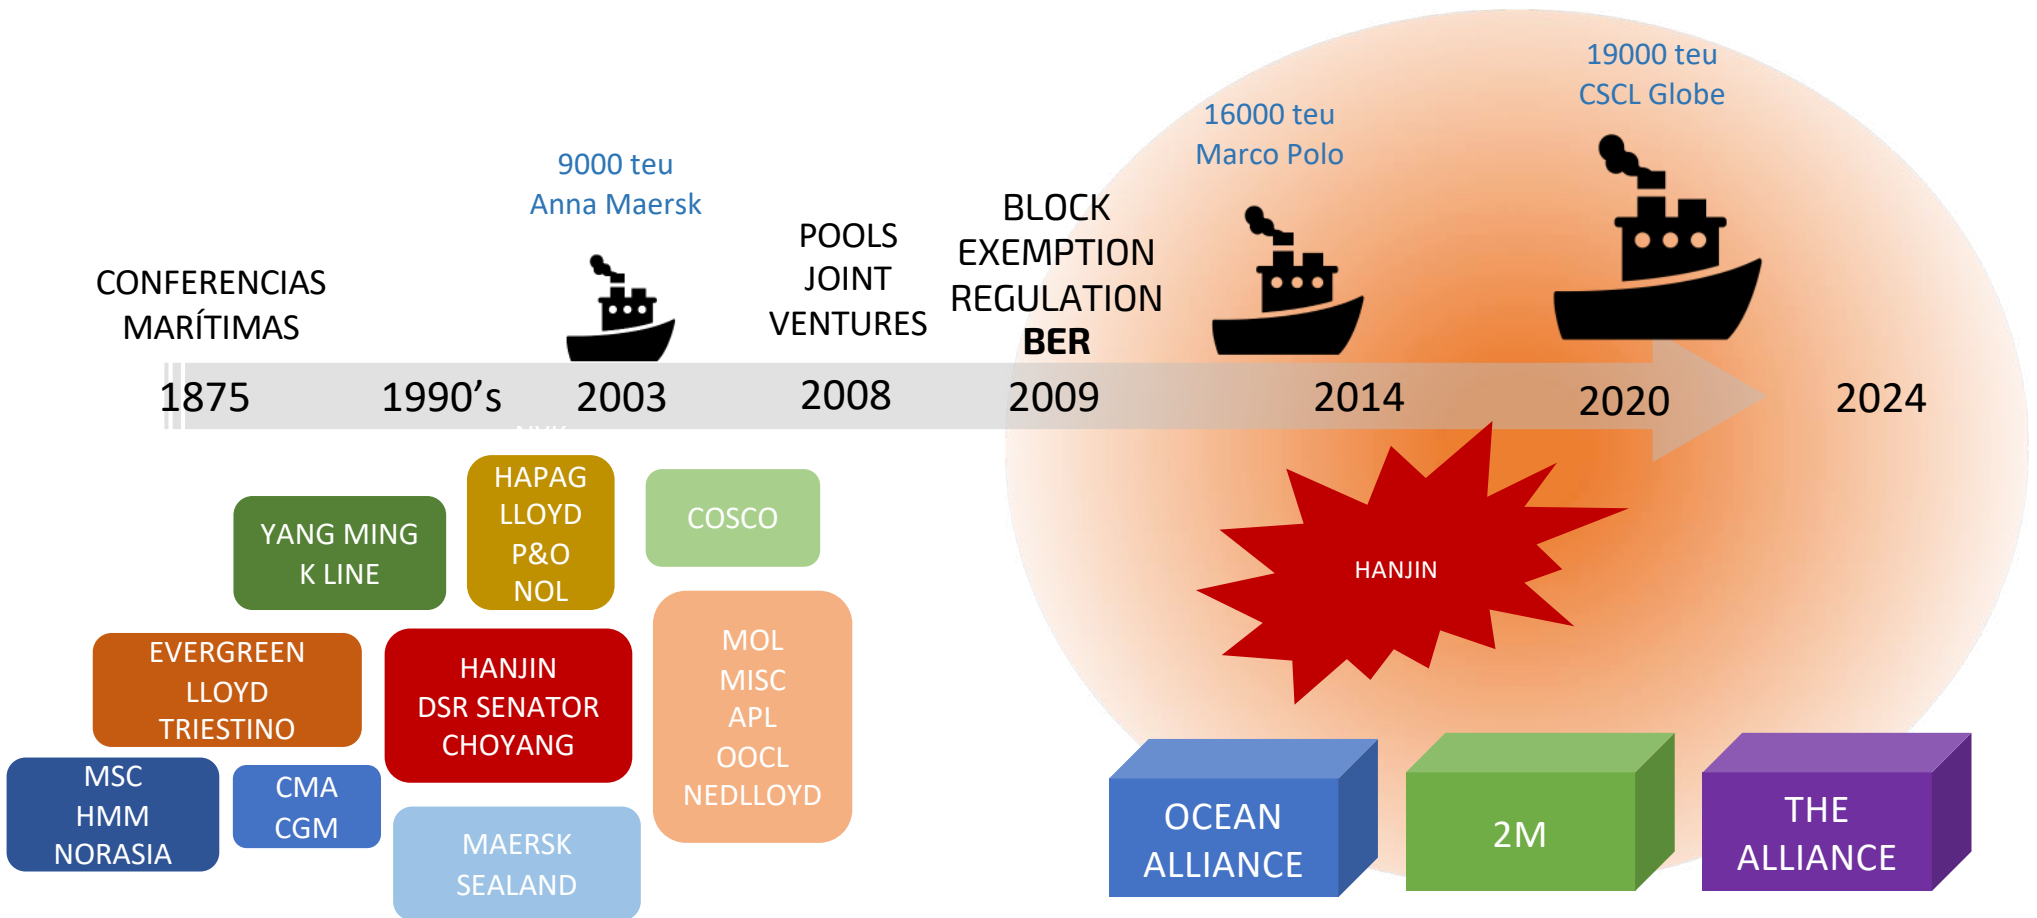 19000 teu
CSCL Globe
16000 teu
Marco Polo
9000 teu
Anna Maersk
BLOCK
EXEMPTION
REGULATION
BER
POOLS
JOINT
VENTURES
CONFERENCIAS
MARÍTIMAS
1875
1990's
2003
2008
2009
2014
2020
2024
NYK
HAPAG
LLOYD
P&O
NOL
COSCO
YANG MING
K LINE
HANJIN
EVERGREEN
LLOYD
TRIESTINO
HANJIN
DSR SENATOR
CHOYANG
MOL
MISC
APL
OOCL
NEDLLOYD
MSC
HMM
NORASIA
CMA
CGM
MAERSK
SEALAND
OCEAN
ALLIANCE
2M
THE
ALLIANCE